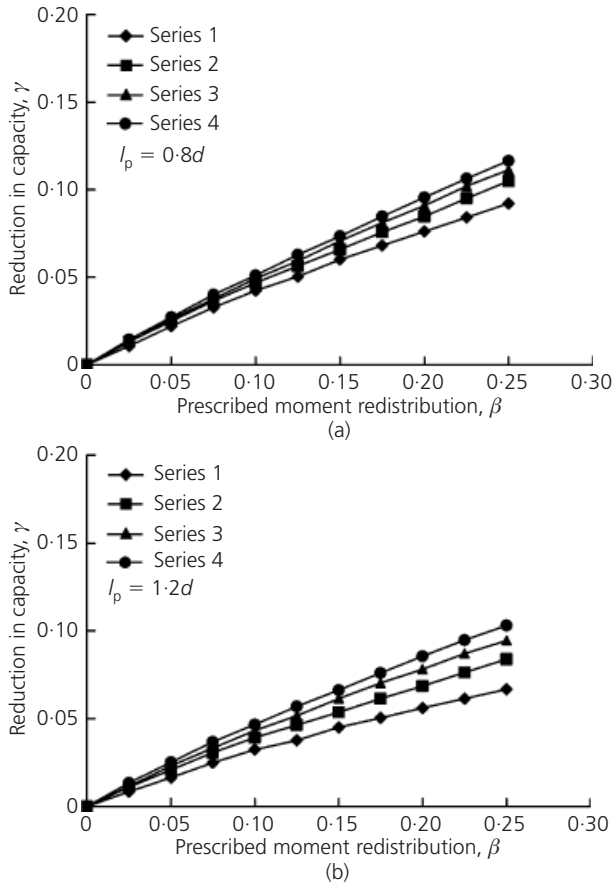 0·20
0·15
0·10
0·05
0
Reduction in capacity, γ
Series 1
Series 2
Series 3
Series 4
lp = 0·8d
0 0·05 0·10 0·15 0·20 0·25 0·30
Prescribed moment redistribution, β
(a)
0·20
0·15
0·10
0·05
0
Reduction in capacity, γ
Series 1
Series 2
Series 3
Series 4
lp = 1·2d
0 0·05 0·10 0·15 0·20 0·25 0·30
Prescribed moment redistribution, β
(b)